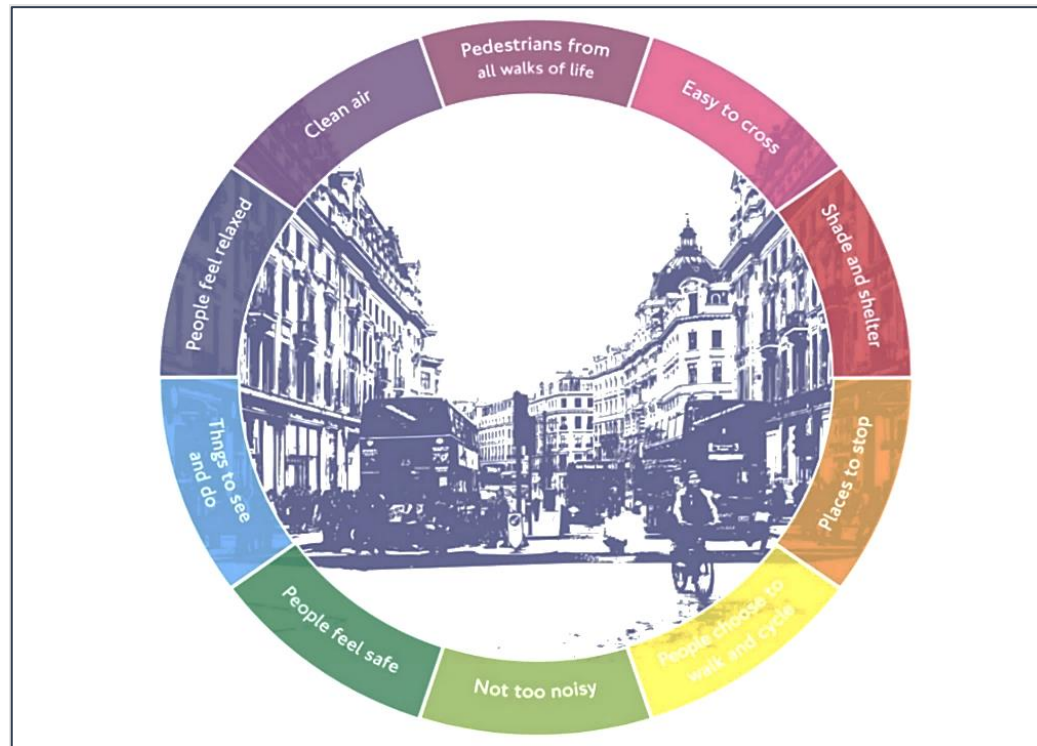 Pedestrians from
all walks of life
Easy to cross
Shade and shelter
Places to stop
People choose to
walk and cycle
Not too noisy
People feel safe
Thngs to see
and do
People feel relaxed
Clean air